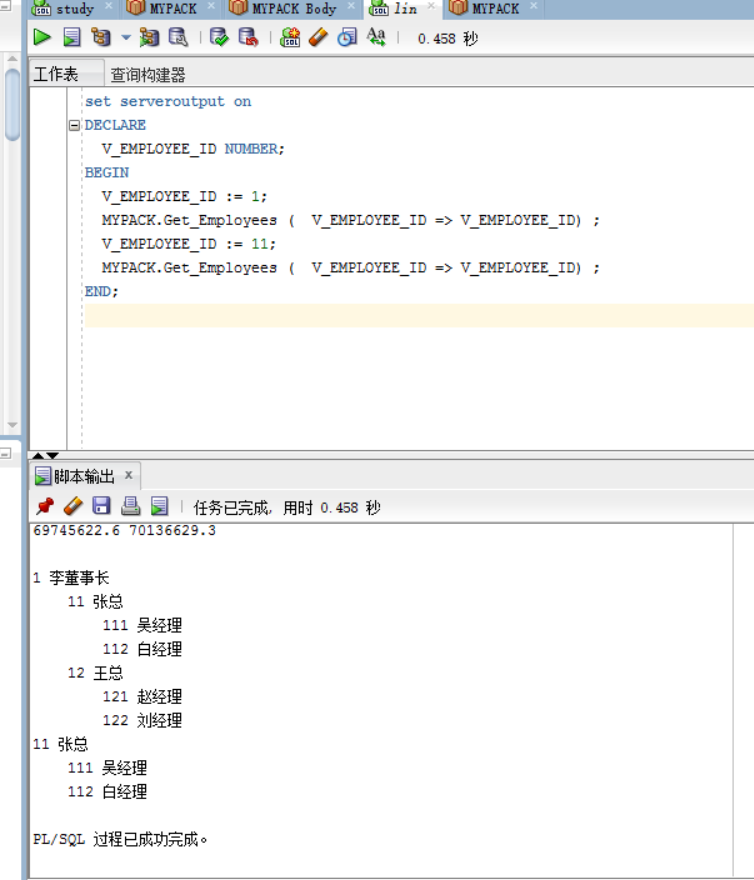 study MYPACK MYPACK Body lin MYPACK
0.458 秒
工作表 查询构建器
set serveroutput on
DECLARE
V_EMPLOYEE_ID NUMBER;
BEGIN
V_EMPLOYEE_ID := 1;
MYPACK.Get_Employees (  V_EMPLOYEE_ID => V_EMPLOYEE_ID) ;
V_EMPLOYEE_ID := 11;
MYPACK.Get_Employees (  V_EMPLOYEE_ID => V_EMPLOYEE_ID) ;
END;
脚本输出
任务已完成, 用时 0.458 秒
69745622.6 70136629.3
1 李董事长
11 张总
111 吴经理
112 白经理
12 王总
121 赵经理
122 刘经理
11 张总
111 吴经理
112 白经理
PL/SQL 过程已成功完成。